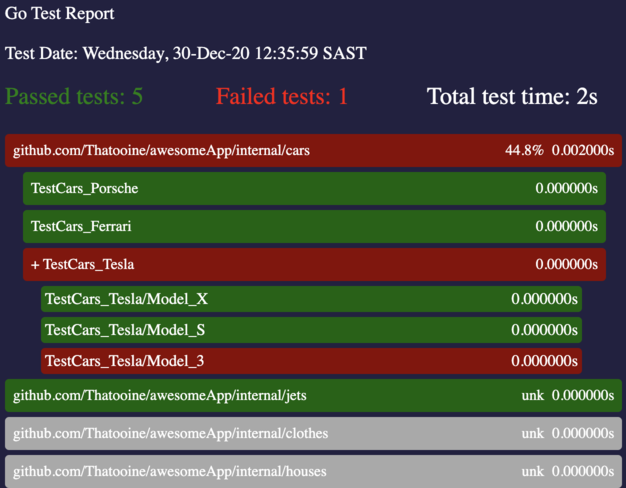 Go Test Report
Test Date: Wednesday, 30-Dec-20 12:35:59 SAST
Passed tests: 5 Failed tests: 1 Total test time: 2s
github.com/Thatooine/awesomeApp/internal/cars 44.8% 0.002000s
TestCars_Porsche 0.000000s
TestCars_Ferrari 0.000000s
+ TestCars_Tesla 0.000000s
TestCars_Tesla/Model_X 0.000000s
TestCars_Tesla/Model_S 0.000000s
TestCars_Tesla/Model_3 0.000000s
github.com/Thatooine/awesomeApp/internal/jets unk 0.000000s
github.com/Thatooine/awesomeApp/internal/clothes unk 0.000000s
github.com/Thatooine/awesomeApp/internal/houses unk 0.000000s